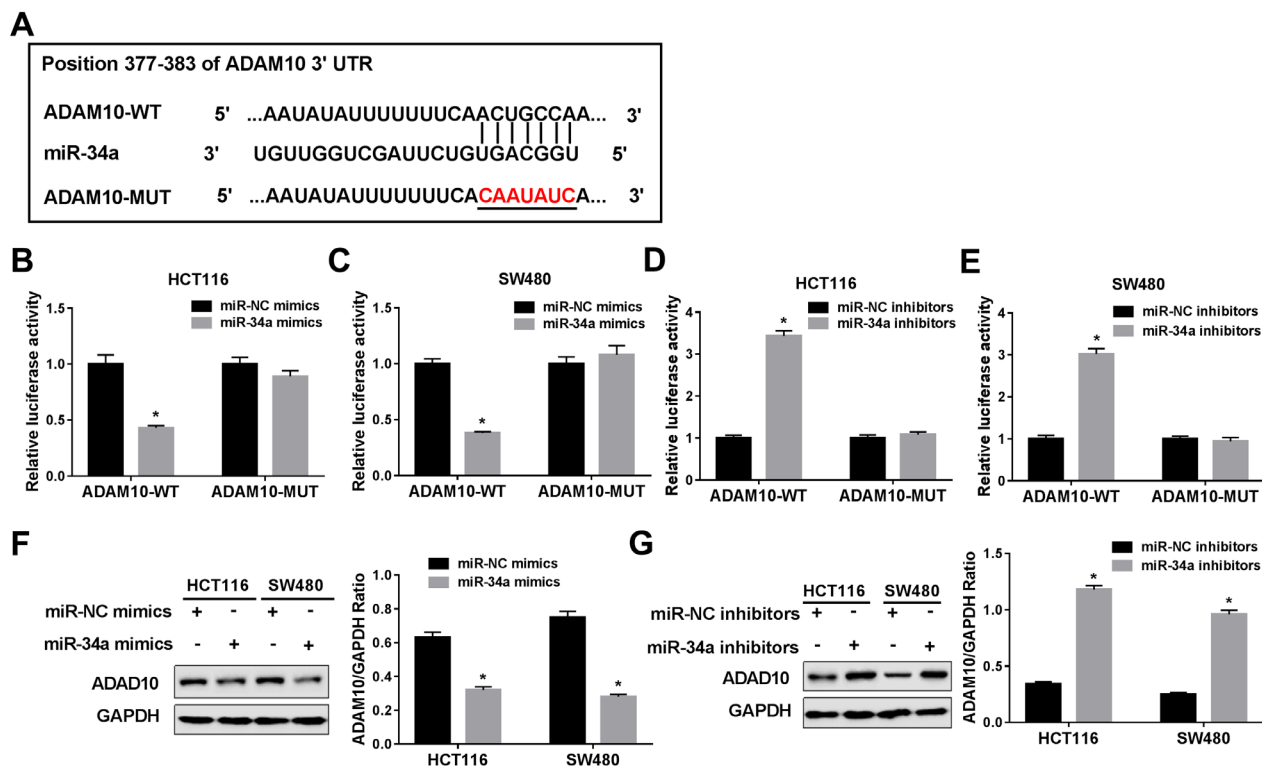 A
Position 377-383 of ADAM10 3' UTR
ADAM10-WT 5' ...AAUAUAUUUUUUUCAACUGCCAA... 3'
miR-34a 3' UGUUGGUCGAUUCUGUGACGGU 5'
ADAM10-MUT 5' ...AAUAUAUUUUUUUCACAAUAUCA... 3'
B
HCT116
miR-NC mimics
miR-34a mimics
Relative luciferase activity
1.5
1.0
0.5
0.0
*
ADAM10-WT ADAM10-MUT
C
SW480
miR-NC mimics
miR-34a mimics
Relative luciferase activity
1.5
1.0
0.5
0.0
*
ADAM10-WT ADAM10-MUT
D
HCT116
miR-NC inhibitors
miR-34a inhibitors
Relative luciferase activity
4
3
2
1
0
*
ADAM10-WT ADAM10-MUT
E
SW480
miR-NC inhibitors
miR-34a inhibitors
Relative luciferase activity
4
3
2
1
0
*
ADAM10-WT ADAM10-MUT
F
HCT116 SW480
miR-NC mimics + - + -
miR-34a mimics - + - +
ADAD10
GAPDH
miR-NC mimics
miR-34a mimics
ADAM10/GAPDH Ratio
1.0
0.8
0.6
0.4
0.2
0.0
*
*
HCT116 SW480
G
HCT116 SW480
miR-NC inhibitors + - + -
miR-34a inhibitors - + - +
ADAD10
GAPDH
miR-NC inhibitors
miR-34a inhibitors
ADAM10/GAPDH Ratio
1.5
1.0
0.5
0.0
*
*
HCT116 SW480